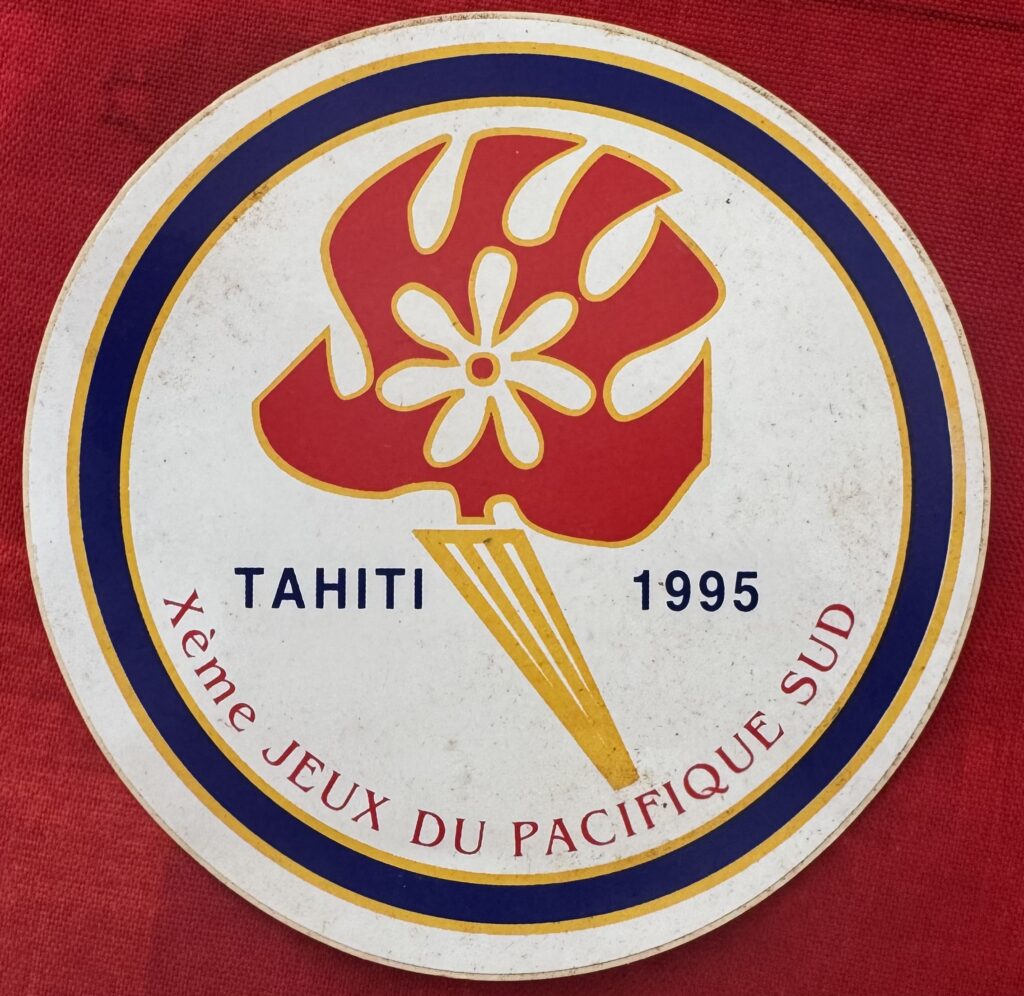 TAHITI 1995
Xème JEUX DU PACIFIQUE SUD